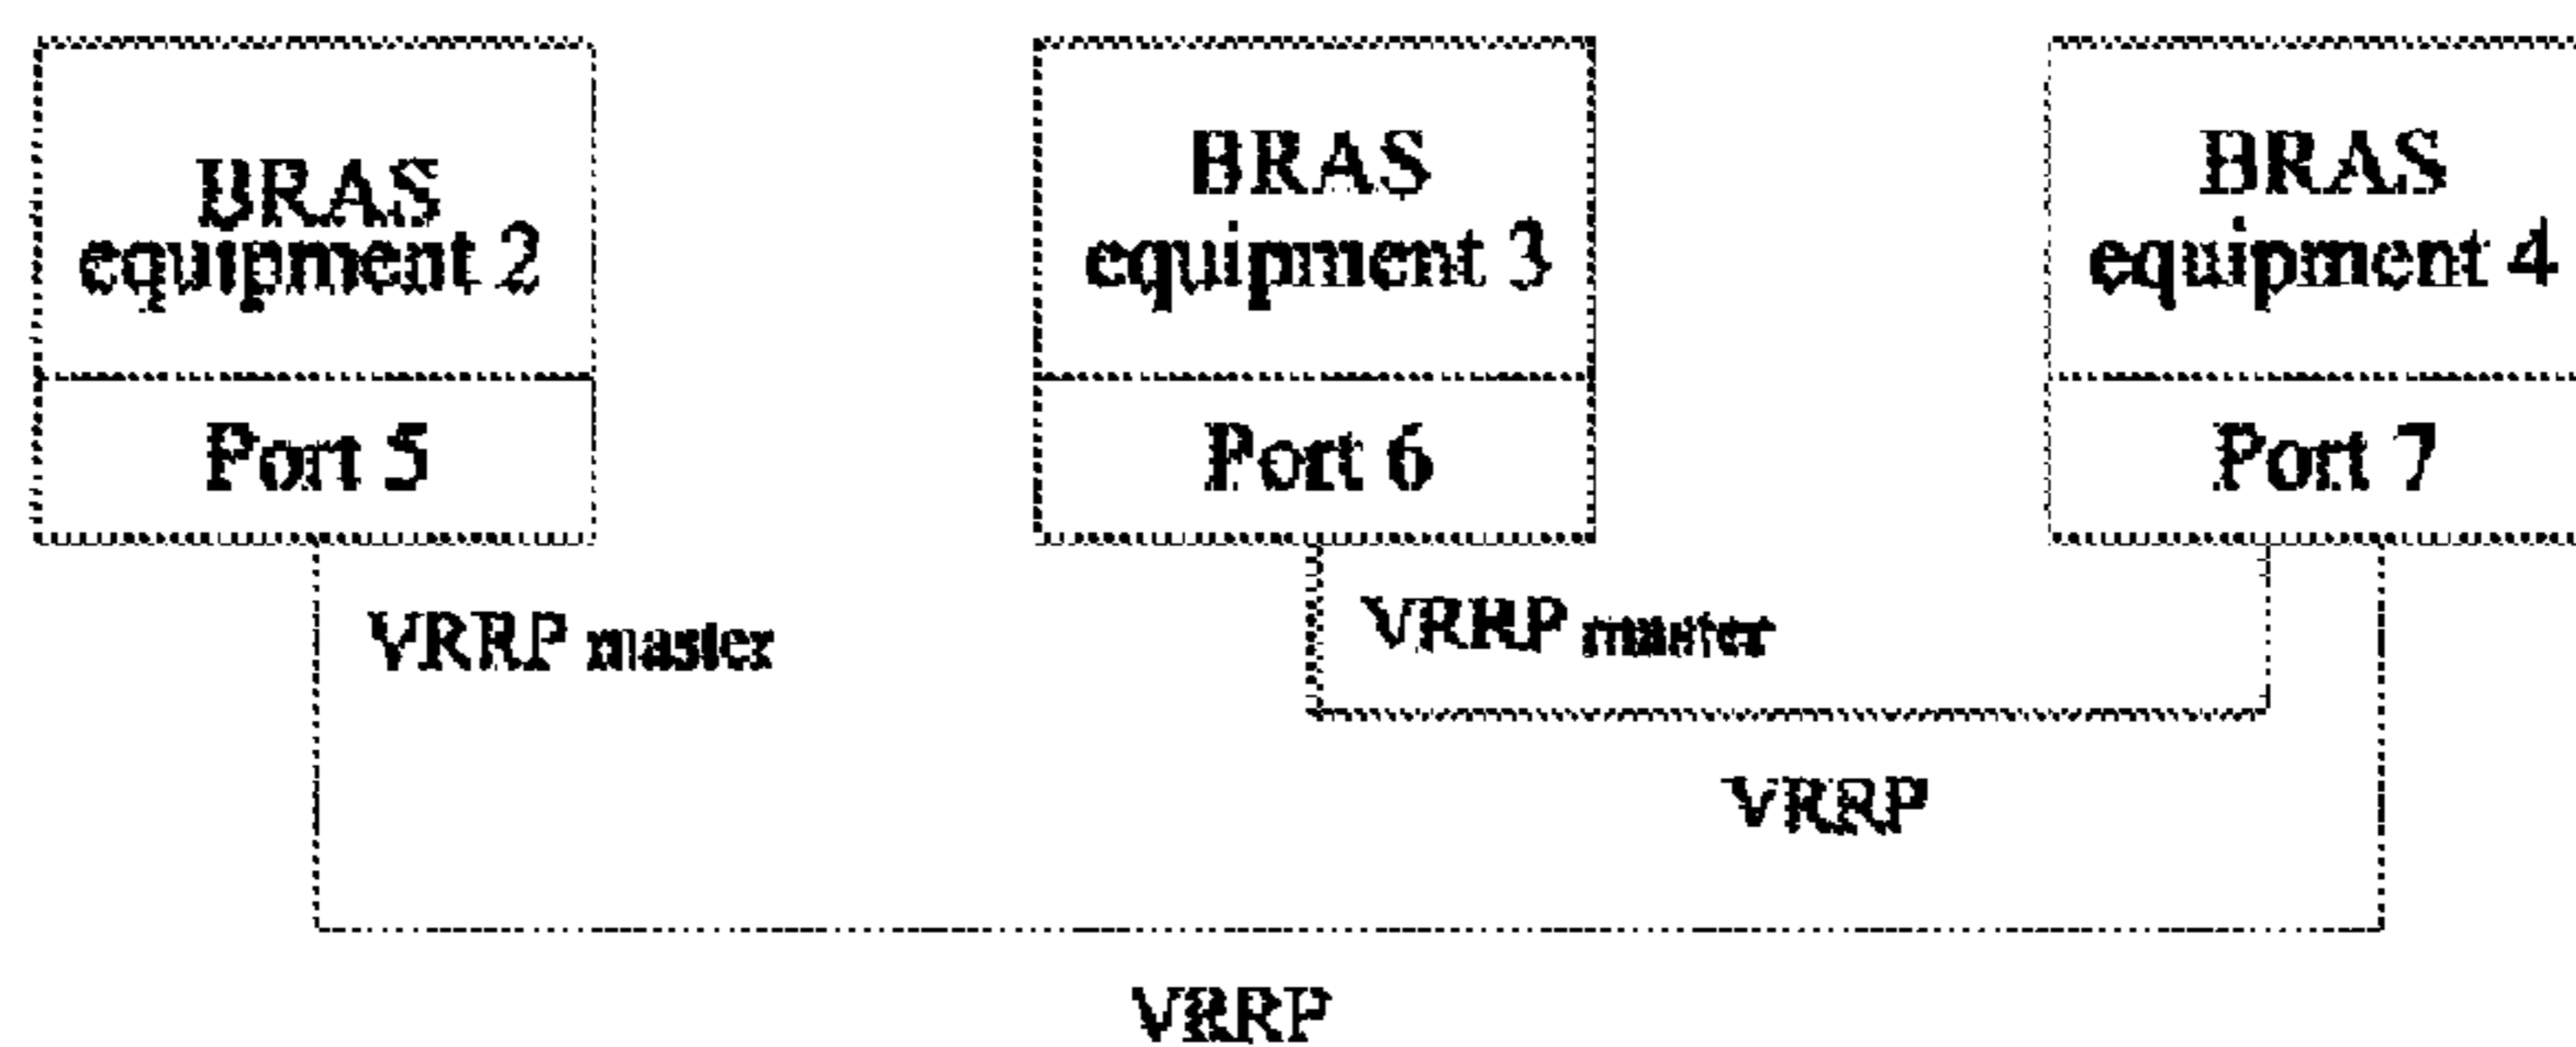 BRAS
equipment 2
Port 5
BRAS
equipment 3
Port 6
BRAS
equipment 4
Port 7
VRRP master
VRRP master
VRRP
VRRP